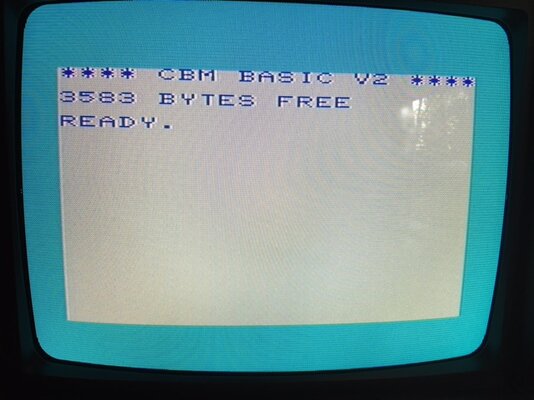 **** CBM BASIC V2 ****
3583 BYTES FREE
READY.